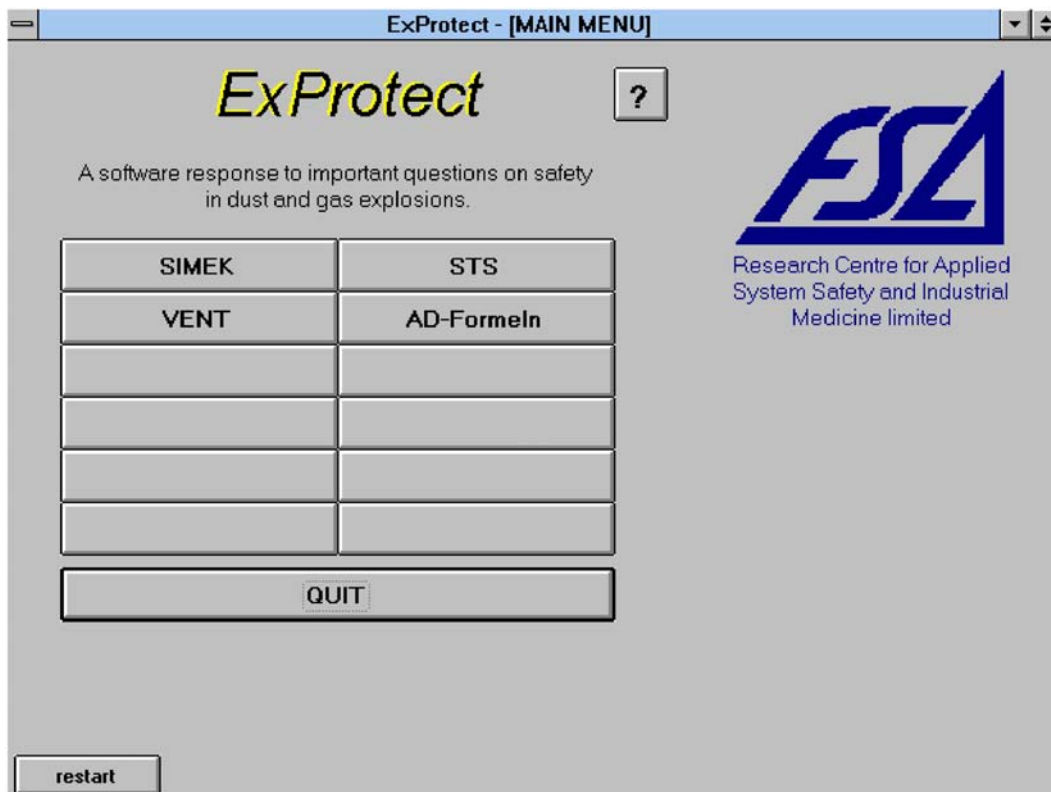 ExProtect - [MAIN MENU]
ExProtect
?
A software response to important questions on safety
in dust and gas explosions.
SIMEK
STS
VENT
AD-Formeln
QUIT
restart
FSA
Research Centre for Applied
System Safety and Industrial
Medicine limited